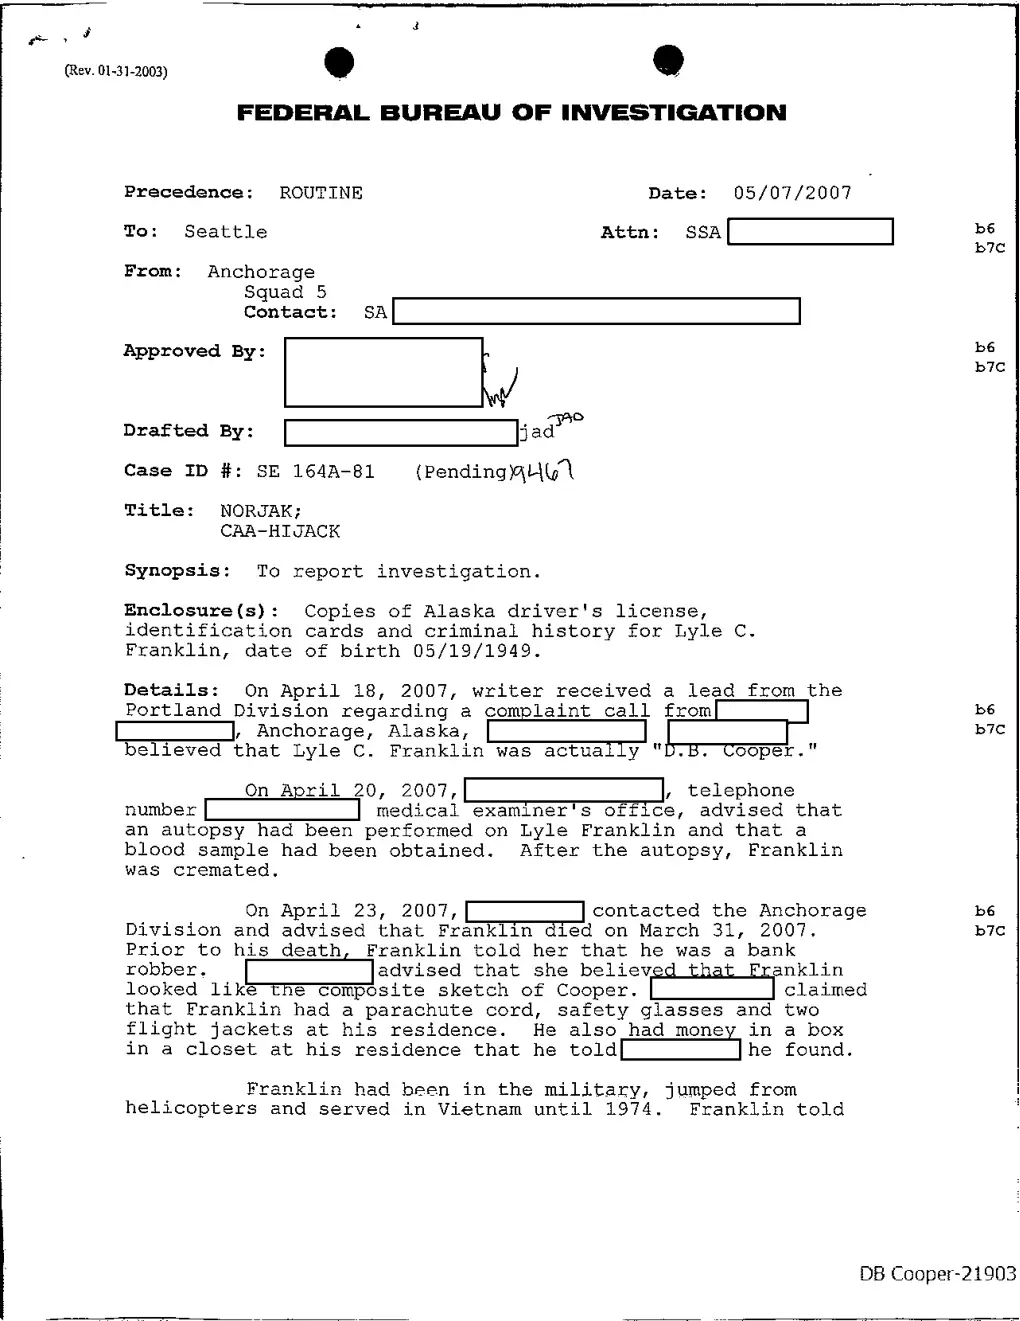 (Rev. 01-31-2003)
FEDERAL BUREAU OF INVESTIGATION
Precedence: ROUTINE Date: 05/07/2007
To: Seattle Attn: SSA b6
b7C
From: Anchorage
Squad 5
Contact: SA
Approved By: b6
b7C
Drafted By: jad
Case ID #: SE 164A-81 (Pending) 9467
Title: NORJAK;
CAA-HIJACK
Synopsis: To report investigation.
Enclosure(s): Copies of Alaska driver's license,
identification cards and criminal history for Lyle C.
Franklin, date of birth 05/19/1949.
Details: On April 18, 2007, writer received a lead from the
Portland Division regarding a complaint call from b6
, Anchorage, Alaska, b7C
believed that Lyle C. Franklin was actually "D.B. Cooper."
On April 20, 2007, , telephone
number medical examiner's office, advised that
an autopsy had been performed on Lyle Franklin and that a
blood sample had been obtained. After the autopsy, Franklin
was cremated.
On April 23, 2007, contacted the Anchorage b6
Division and advised that Franklin died on March 31, 2007. b7C
Prior to his death, Franklin told her that he was a bank
robber. advised that she believed that Franklin
looked like the composite sketch of Cooper. claimed
that Franklin had a parachute cord, safety glasses and two
flight jackets at his residence. He also had money in a box
in a closet at his residence that he told he found.
Franklin had been in the military, jumped from
helicopters and served in Vietnam until 1974. Franklin told
DB Cooper-21903